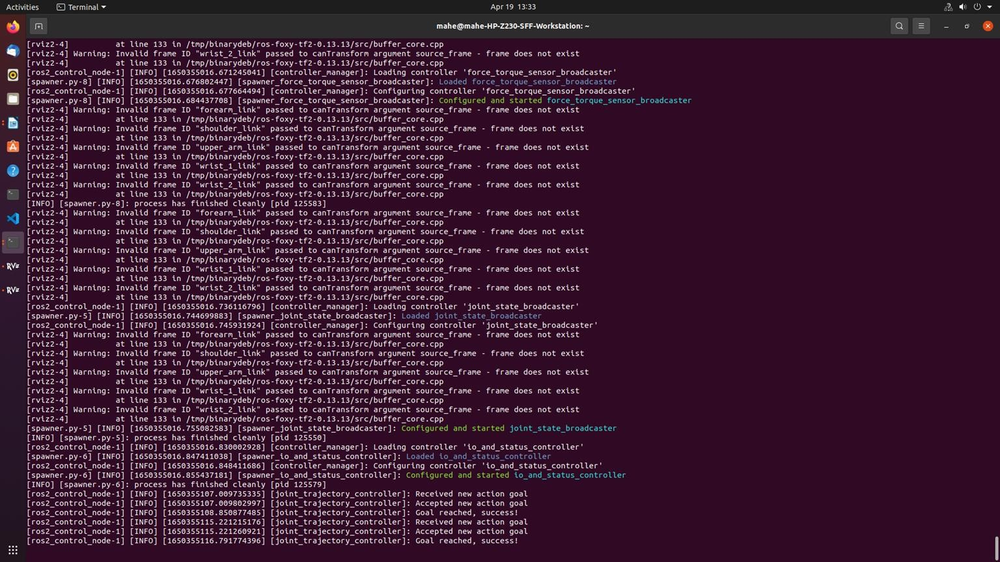 Activities
Terminal
Apr 19 13:33
mahe@mahe-HP-Z230-SFF-Workstation: ~
[rviz2-4]          at line 133 in /tmp/binarydeb/ros-foxy-tf2-0.13.13/src/buffer_core.cpp
[rviz2-4] Warning: Invalid frame ID "wrist_2_link" passed to canTransform argument source_frame - frame does not exist
[rviz2-4]          at line 133 in /tmp/binarydeb/ros-foxy-tf2-0.13.13/src/buffer_core.cpp
[ros2_control_node-1] [INFO] [1650355016.671245041] [controller_manager]: Loading controller 'force_torque_sensor_broadcaster'
[spawner.py-8] [INFO] [1650355016.676802447] [spawner_force_torque_sensor_broadcaster]: Loaded force_torque_sensor_broadcaster
[ros2_control_node-1] [INFO] [1650355016.677664494] [controller_manager]: Configuring controller 'force_torque_sensor_broadcaster'
[spawner.py-8] [INFO] [1650355016.684437708] [spawner_force_torque_sensor_broadcaster]: Configured and started force_torque_sensor_broadcaster
[rviz2-4] Warning: Invalid frame ID "forearm_link" passed to canTransform argument source_frame - frame does not exist
[rviz2-4]          at line 133 in /tmp/binarydeb/ros-foxy-tf2-0.13.13/src/buffer_core.cpp
[rviz2-4] Warning: Invalid frame ID "shoulder_link" passed to canTransform argument source_frame - frame does not exist
[rviz2-4]          at line 133 in /tmp/binarydeb/ros-foxy-tf2-0.13.13/src/buffer_core.cpp
[rviz2-4] Warning: Invalid frame ID "upper_arm_link" passed to canTransform argument source_frame - frame does not exist
[rviz2-4]          at line 133 in /tmp/binarydeb/ros-foxy-tf2-0.13.13/src/buffer_core.cpp
[rviz2-4] Warning: Invalid frame ID "wrist_1_link" passed to canTransform argument source_frame - frame does not exist
[rviz2-4]          at line 133 in /tmp/binarydeb/ros-foxy-tf2-0.13.13/src/buffer_core.cpp
[rviz2-4] Warning: Invalid frame ID "wrist_2_link" passed to canTransform argument source_frame - frame does not exist
[rviz2-4]          at line 133 in /tmp/binarydeb/ros-foxy-tf2-0.13.13/src/buffer_core.cpp
[INFO] [spawner.py-8]: process has finished cleanly [pid 125583]
[rviz2-4] Warning: Invalid frame ID "forearm_link" passed to canTransform argument source_frame - frame does not exist
[rviz2-4]          at line 133 in /tmp/binarydeb/ros-foxy-tf2-0.13.13/src/buffer_core.cpp
[rviz2-4] Warning: Invalid frame ID "shoulder_link" passed to canTransform argument source_frame - frame does not exist
[rviz2-4]          at line 133 in /tmp/binarydeb/ros-foxy-tf2-0.13.13/src/buffer_core.cpp
[rviz2-4] Warning: Invalid frame ID "upper_arm_link" passed to canTransform argument source_frame - frame does not exist
[rviz2-4]          at line 133 in /tmp/binarydeb/ros-foxy-tf2-0.13.13/src/buffer_core.cpp
[rviz2-4] Warning: Invalid frame ID "wrist_1_link" passed to canTransform argument source_frame - frame does not exist
[rviz2-4]          at line 133 in /tmp/binarydeb/ros-foxy-tf2-0.13.13/src/buffer_core.cpp
[rviz2-4] Warning: Invalid frame ID "wrist_2_link" passed to canTransform argument source_frame - frame does not exist
[rviz2-4]          at line 133 in /tmp/binarydeb/ros-foxy-tf2-0.13.13/src/buffer_core.cpp
[ros2_control_node-1] [INFO] [1650355016.736116796] [controller_manager]: Loading controller 'joint_state_broadcaster'
[spawner.py-5] [INFO] [1650355016.744699883] [spawner_joint_state_broadcaster]: Loaded joint_state_broadcaster
[ros2_control_node-1] [INFO] [1650355016.745931924] [controller_manager]: Configuring controller 'joint_state_broadcaster'
[rviz2-4] Warning: Invalid frame ID "forearm_link" passed to canTransform argument source_frame - frame does not exist
[rviz2-4]          at line 133 in /tmp/binarydeb/ros-foxy-tf2-0.13.13/src/buffer_core.cpp
[rviz2-4] Warning: Invalid frame ID "shoulder_link" passed to canTransform argument source_frame - frame does not exist
[rviz2-4]          at line 133 in /tmp/binarydeb/ros-foxy-tf2-0.13.13/src/buffer_core.cpp
[rviz2-4] Warning: Invalid frame ID "upper_arm_link" passed to canTransform argument source_frame - frame does not exist
[rviz2-4]          at line 133 in /tmp/binarydeb/ros-foxy-tf2-0.13.13/src/buffer_core.cpp
[rviz2-4] Warning: Invalid frame ID "wrist_1_link" passed to canTransform argument source_frame - frame does not exist
[rviz2-4]          at line 133 in /tmp/binarydeb/ros-foxy-tf2-0.13.13/src/buffer_core.cpp
[rviz2-4] Warning: Invalid frame ID "wrist_2_link" passed to canTransform argument source_frame - frame does not exist
[rviz2-4]          at line 133 in /tmp/binarydeb/ros-foxy-tf2-0.13.13/src/buffer_core.cpp
[spawner.py-5] [INFO] [1650355016.755082583] [spawner_joint_state_broadcaster]: Configured and started joint_state_broadcaster
[INFO] [spawner.py-5]: process has finished cleanly [pid 125550]
[ros2_control_node-1] [INFO] [1650355016.830002928] [controller_manager]: Loading controller 'io_and_status_controller'
[spawner.py-6] [INFO] [1650355016.847411038] [spawner_io_and_status_controller]: Loaded io_and_status_controller
[ros2_control_node-1] [INFO] [1650355016.848411686] [controller_manager]: Configuring controller 'io_and_status_controller'
[spawner.py-6] [INFO] [1650355016.855437181] [spawner_io_and_status_controller]: Configured and started io_and_status_controller
[INFO] [spawner.py-6]: process has finished cleanly [pid 125579]
[ros2_control_node-1] [INFO] [1650355107.009735335] [joint_trajectory_controller]: Received new action goal
[ros2_control_node-1] [INFO] [1650355107.009802997] [joint_trajectory_controller]: Accepted new action goal
[ros2_control_node-1] [INFO] [1650355108.850877485] [joint_trajectory_controller]: Goal reached, success!
[ros2_control_node-1] [INFO] [1650355115.221215176] [joint_trajectory_controller]: Received new action goal
[ros2_control_node-1] [INFO] [1650355115.221260921] [joint_trajectory_controller]: Accepted new action goal
[ros2_control_node-1] [INFO] [1650355116.791774396] [joint_trajectory_controller]: Goal reached, success!
RViz
RViz